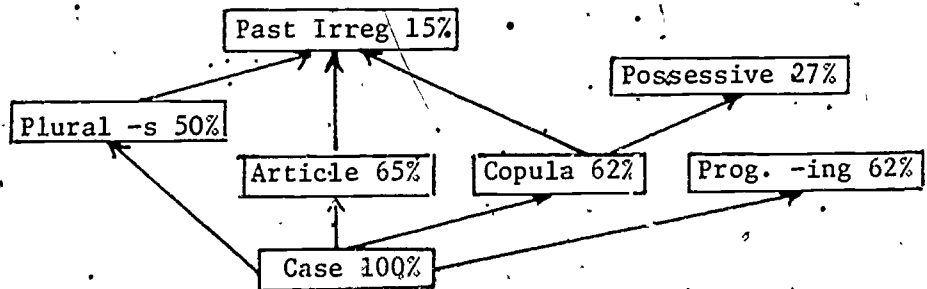 Past Irreg 15%
Possessive 27%
Plural -s 50%
Article 65%
Copula 62%
Prog. -ing 62%
Case 100%